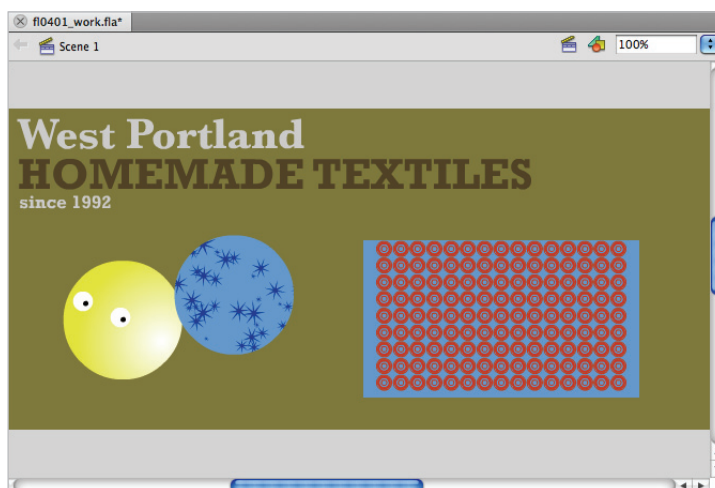 fl0401_work.fla*
Scene 1
100%
West Portland
HOMEMADE TEXTILES
since 1992